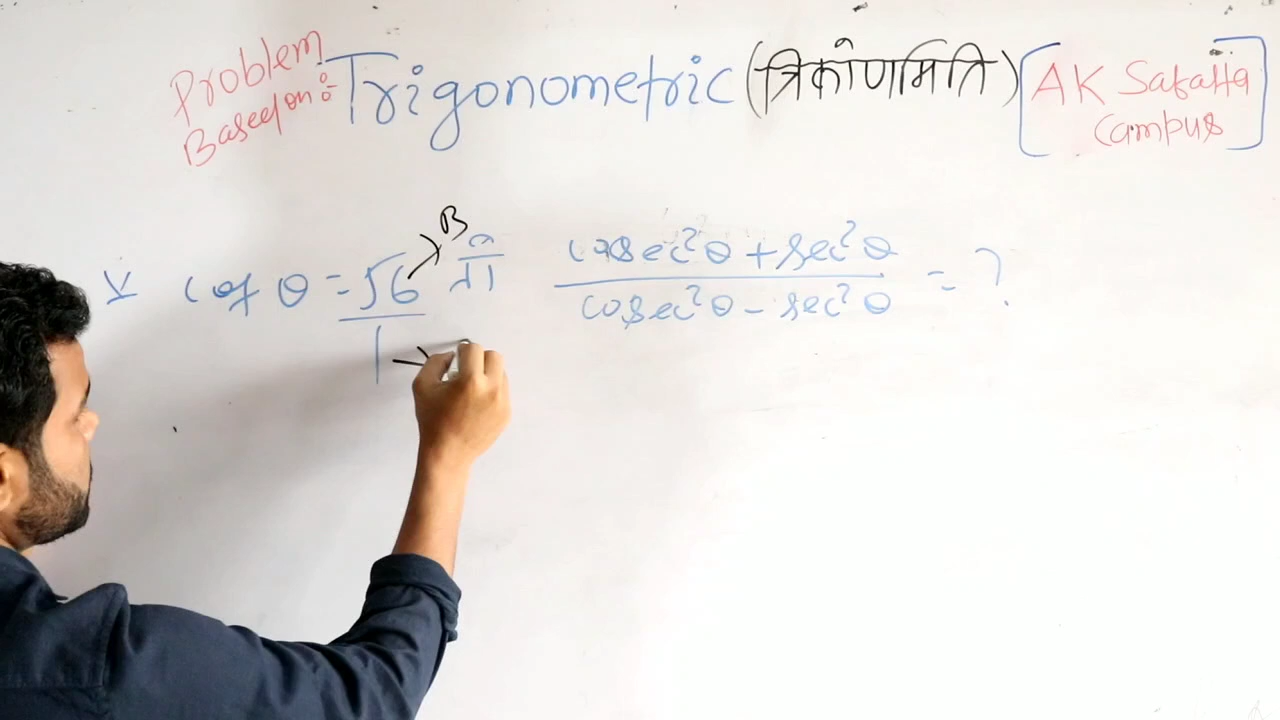 Problem
Based on :
Trigonometric (त्रिकोणमिति) [AK Safalta
Campus]
cot θ = √6/1 → B तो cosec²θ + sec²θ / cosec²θ - sec²θ = ?